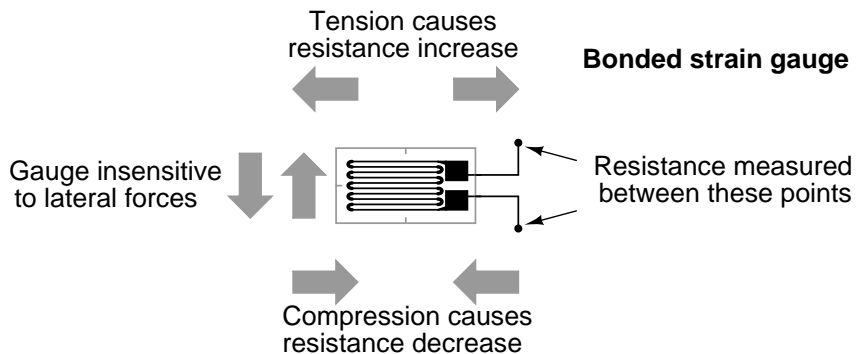 Tension causes
resistance increase
Bonded strain gauge
Gauge insensitive
to lateral forces
Resistance measured
between these points
Compression causes
resistance decrease